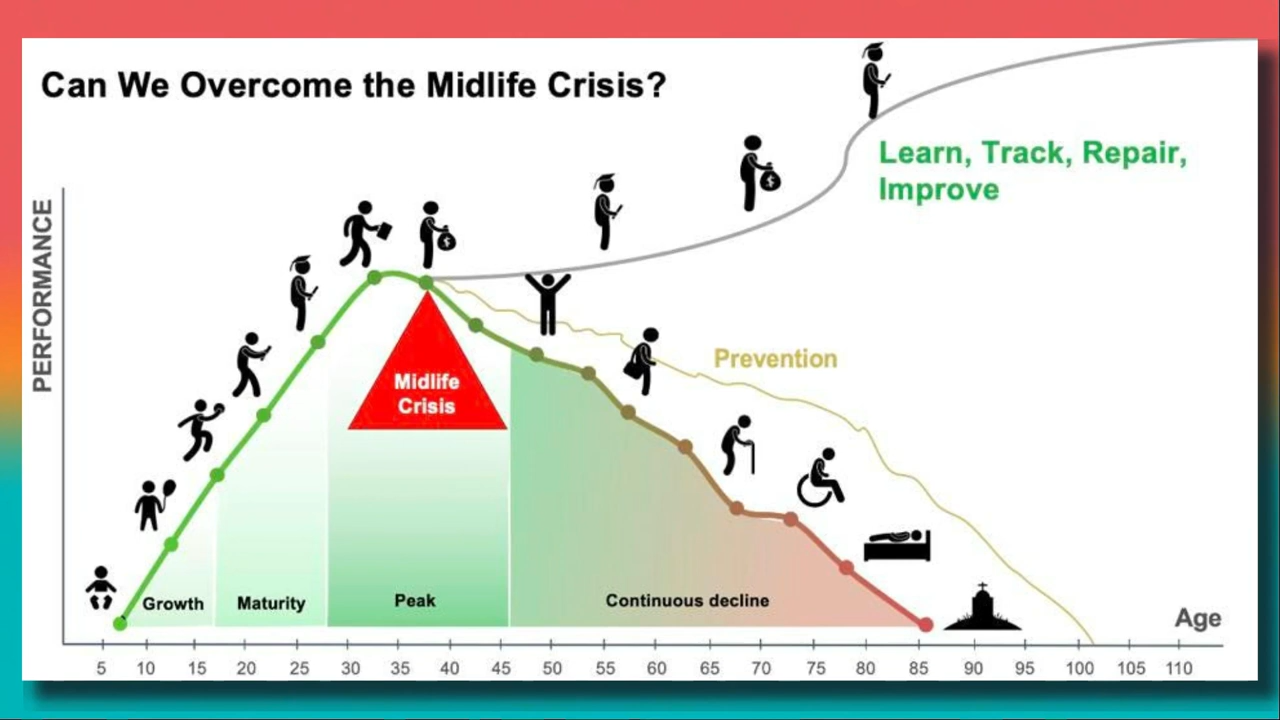 Can We Overcome the Midlife Crisis?
Learn, Track, Repair,
Improve
PERFORMANCE
$
$
Prevention
Midlife
Crisis
Growth
Maturity
Peak
Continuous decline
Age
5 10 15 20 25 30 35 40 45 50 55 60 65 70 75 80 85 90 95 100 105 110